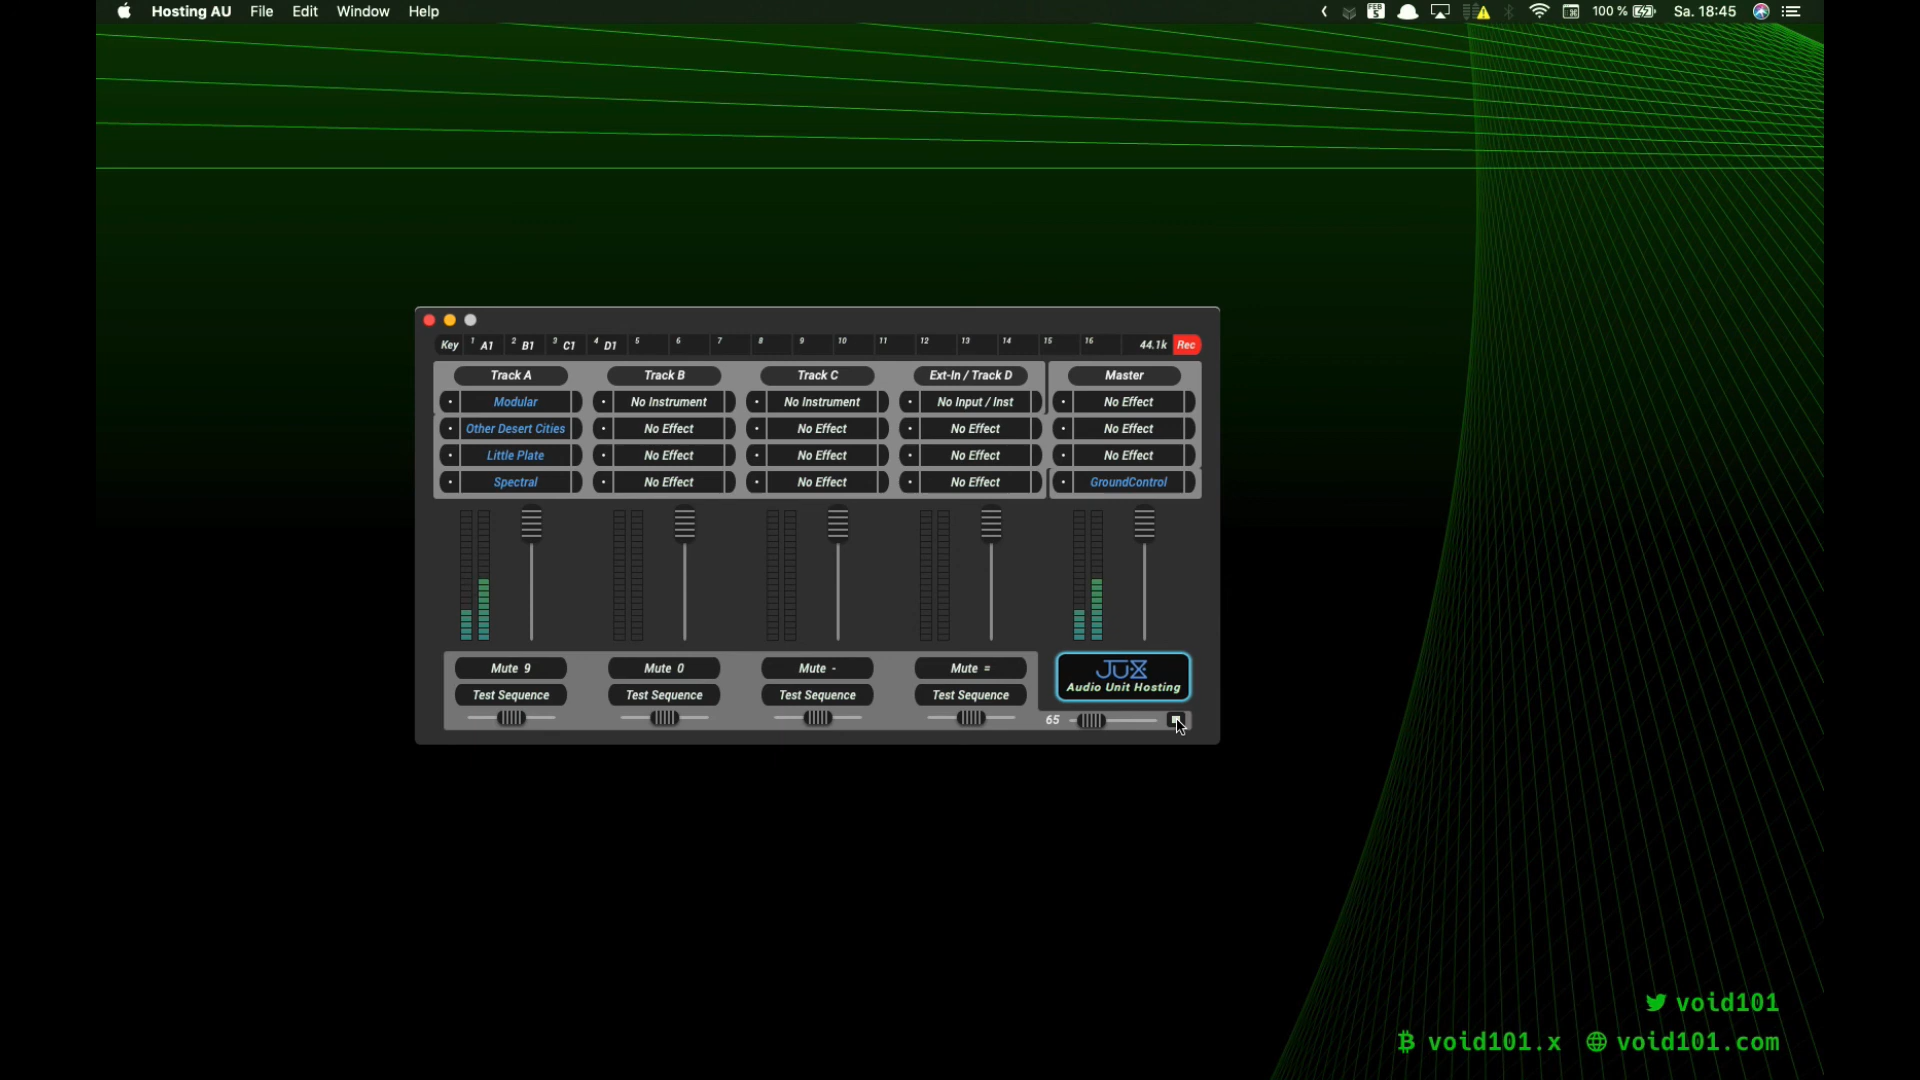 Hosting AU File Edit Window Help
FEB 5 100 % Sa. 18:45
Key 1 A1 2 B1 3 C1 4 D1 5 6 7 8 9 10 11 12 13 14 15 16 44.1k Rec
Track A Track B Track C Ext-In / Track D Master
Modular No Instrument No Instrument No Input / Inst No Effect
Other Desert Cities No Effect No Effect No Effect No Effect
Little Plate No Effect No Effect No Effect No Effect
Spectral No Effect No Effect No Effect GroundControl
Mute 9 Mute 0 Mute - Mute = JUX
Audio Unit Hosting
Test Sequence Test Sequence Test Sequence Test Sequence
65
void101
void101.x void101.com